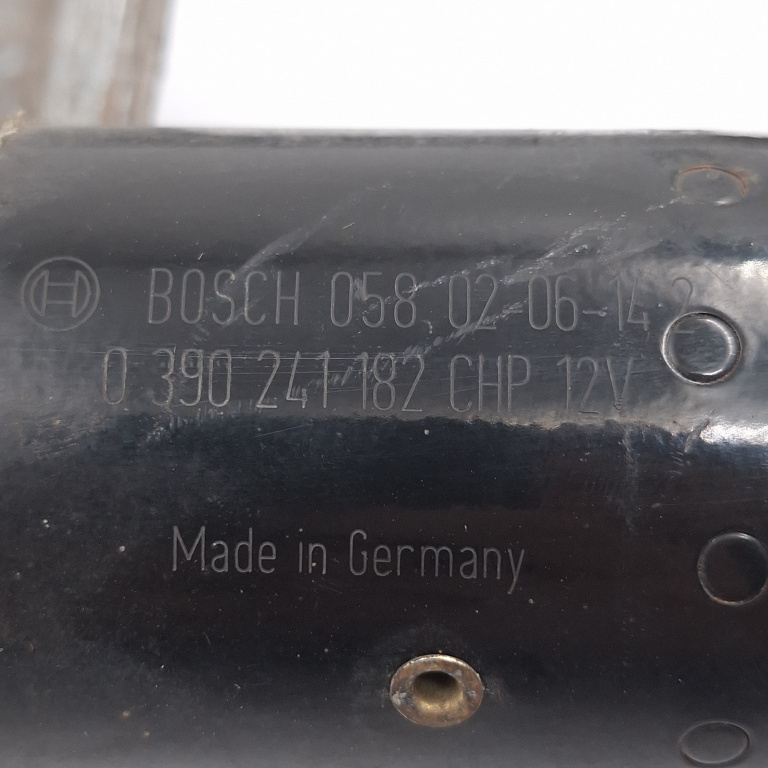 BOSCH 058 02-06-14 2
0 390 241 182 CHP 12V
Made in Germany